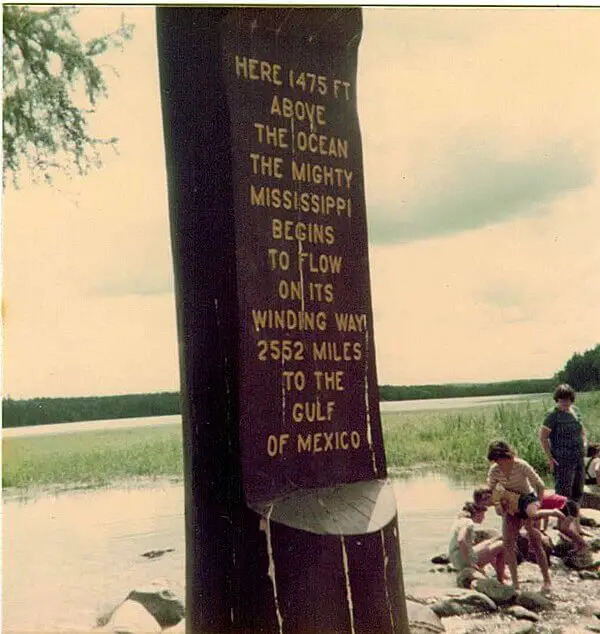 HERE 1475 FT
ABOVE
THE OCEAN
THE MIGHTY
MISSISSIPPI
BEGINS
TO FLOW
ON ITS
WINDING WAY
2552 MILES
TO THE
GULF
OF MEXICO